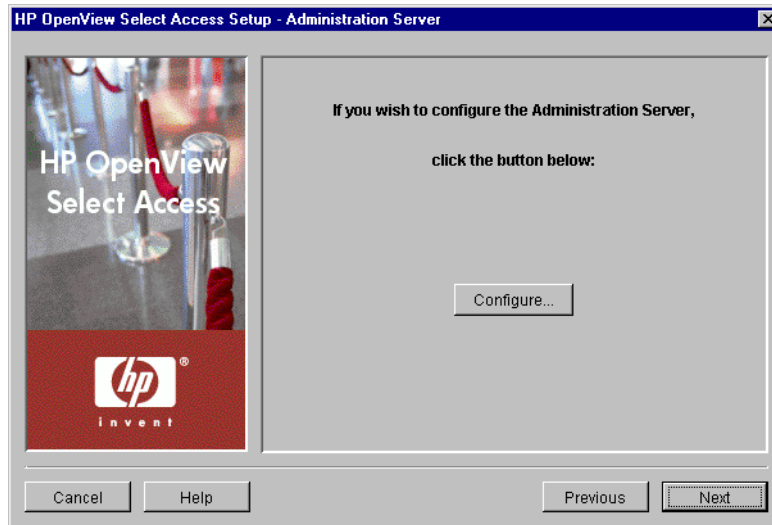 HP OpenView Select Access Setup - Administration Server
HP OpenView
Select Access
hp
®
invent
If you wish to configure the Administration Server,
click the button below:
Configure...
Cancel
Help
Previous
Next